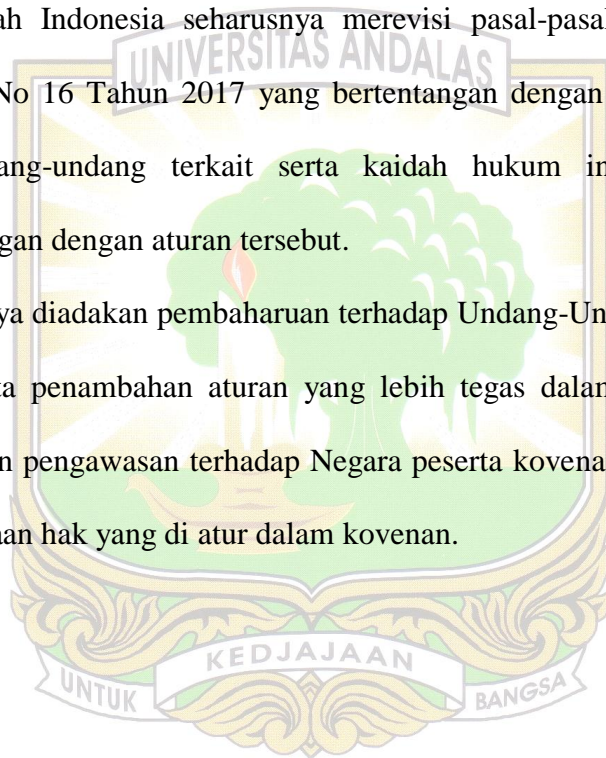 ah Indonesia seharusnya merevisi pasal-pasal
UNIVERSITAS ANDALAS
No 16 Tahun 2017 yang bertentangan dengan
ang-undang terkait serta kaidah hukum in
gan dengan aturan tersebut.
ya diadakan pembaharuan terhadap Undang-Un
ta penambahan aturan yang lebih tegas dalam
n pengawasan terhadap Negara peserta kovena
aan hak yang di atur dalam kovenan.
KEDJAJAAN
UNTUK BANGSA